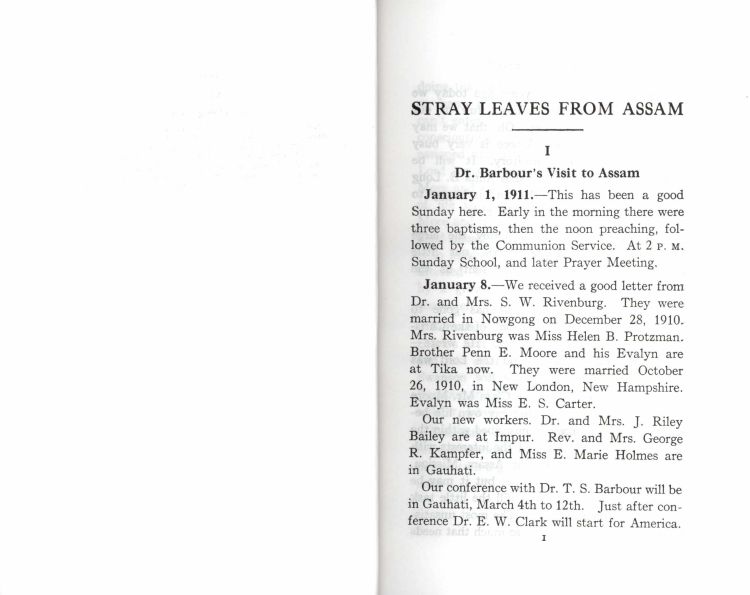 STRAY LEAVES FROM ASSAM
I
Dr. Barbour's Visit to Assam
January 1, 1911.—This has been a good
Sunday here. Early in the morning there were
three baptisms, then the noon preaching, fol-
lowed by the Communion Service. At 2 P. M.
Sunday School, and later Prayer Meeting.
January 8.—We received a good letter from
Dr. and Mrs. S. W. Rivenburg. They were
married in Nowgong on December 28, 1910.
Mrs. Rivenburg was Miss Helen B. Protzman.
Brother Penn E. Moore and his Evalyn are
at Tika now. They were married October
26, 1910, in New London, New Hampshire.
Evalyn was Miss E. S. Carter.
Our new workers. Dr. and Mrs. J. Riley
Bailey are at Impur. Rev. and Mrs. George
R. Kampfer, and Miss E. Marie Holmes are
in Gauhati.
Our conference with Dr. T. S. Barbour will be
in Gauhati, March 4th to 12th. Just after con-
ference Dr. E. W. Clark will start for America.
I